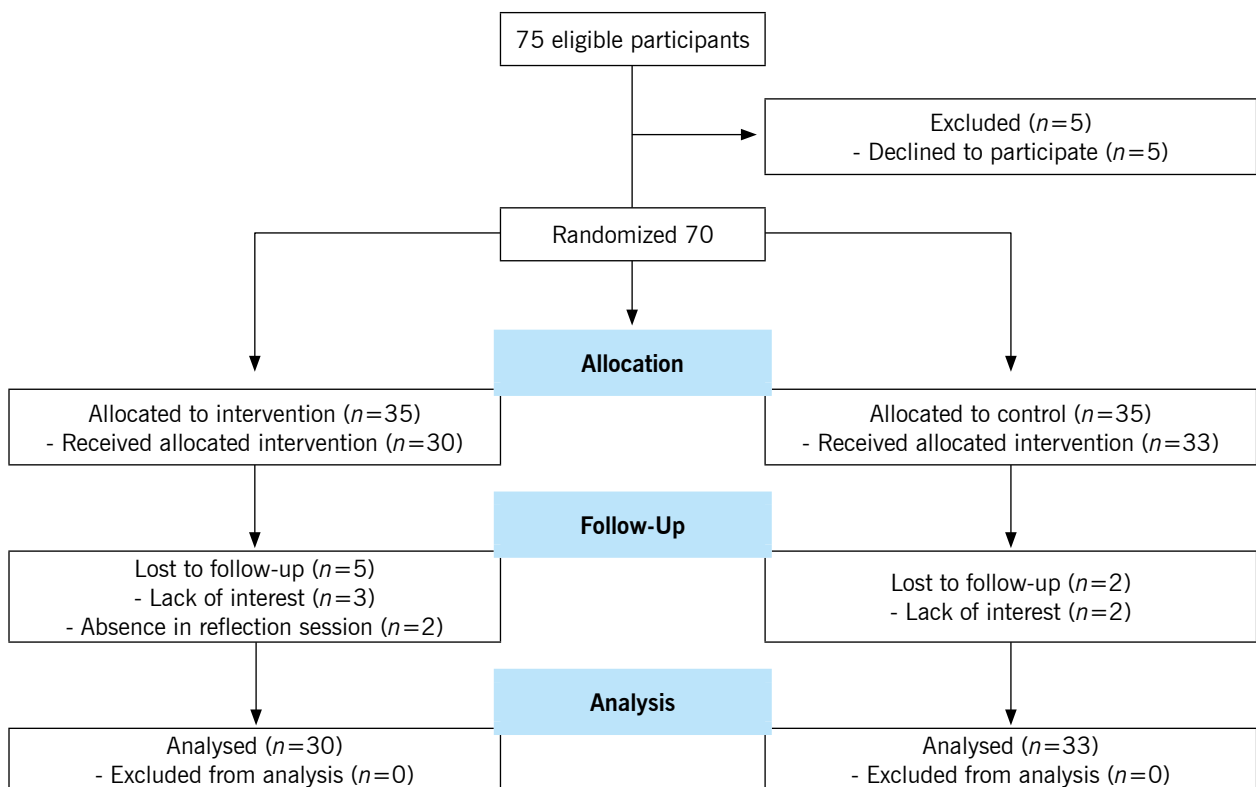 75 eligible participants
Excluded (n=5)
- Declined to participate (n=5)
Randomized 70
Allocation
Allocated to intervention (n=35)
- Received allocated intervention (n=30)
Allocated to control (n=35)
- Received allocated intervention (n=33)
Follow-Up
Lost to follow-up (n=5)
- Lack of interest (n=3)
- Absence in reflection session (n=2)
Lost to follow-up (n=2)
- Lack of interest (n=2)
Analysis
Analysed (n=30)
- Excluded from analysis (n=0)
Analysed (n=33)
- Excluded from analysis (n=0)